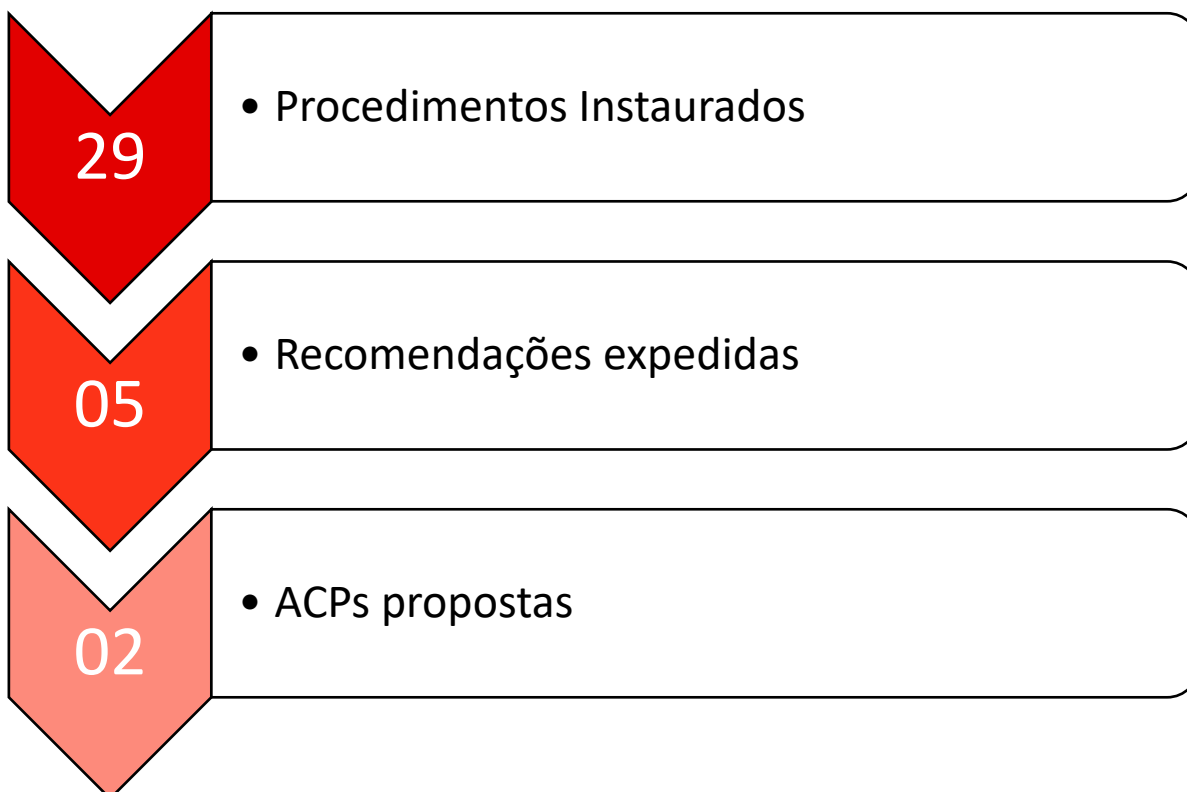 29
• Procedimentos Instaurados
05
• Recomendações expedidas
02
• ACPs propostas